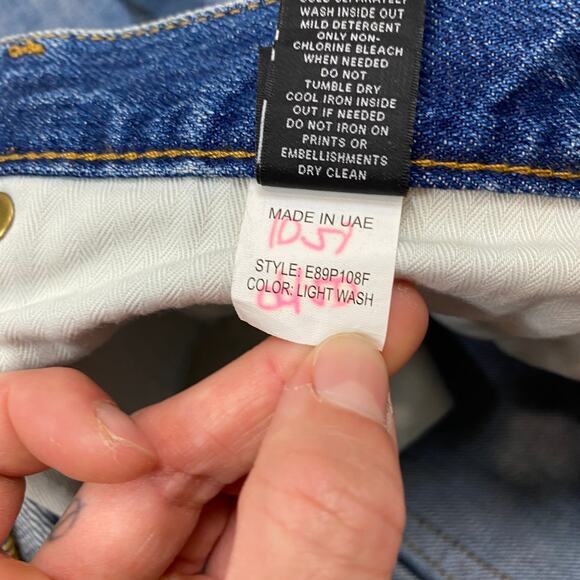 WASH INSIDE OUT
MILD DETERGENT
ONLY NON-
CHLORINE BLEACH
WHEN NEEDED
DO NOT
TUMBLE DRY
COOL IRON INSIDE
OUT IF NEEDED
DO NOT IRON ON
PRINTS OR
EMBELLISHMENTS
DRY CLEAN
MADE IN UAE
STYLE: E89P108F
COLOR: LIGHT WASH